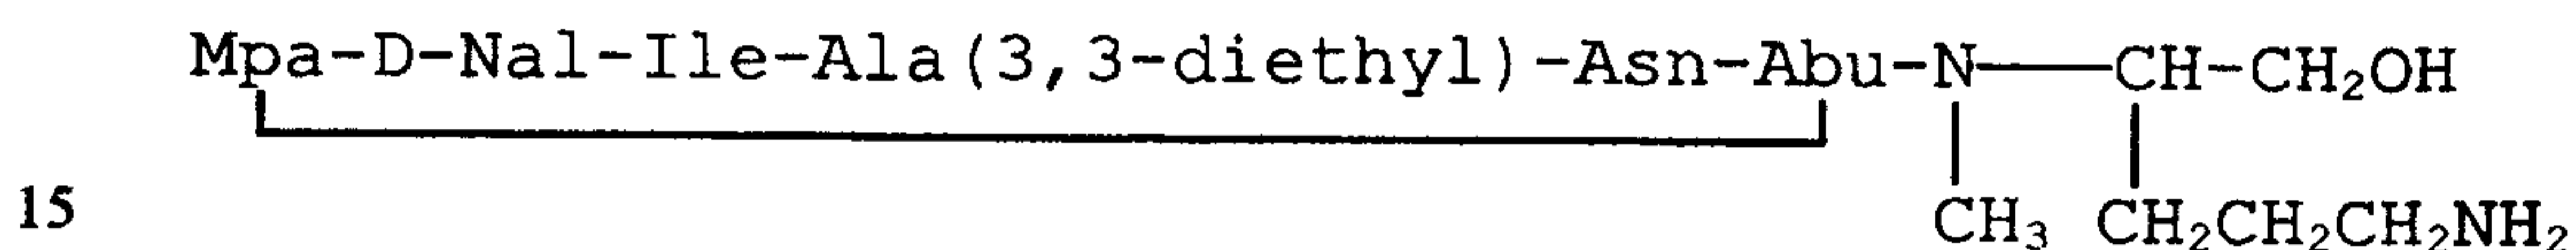 Mpa-D-Nal-Ile-Ala(3,3-diethyl)-Asn-Abu-N—CH-CH₂OH
15 CH₃ CH₂CH₂CH₂NH₂